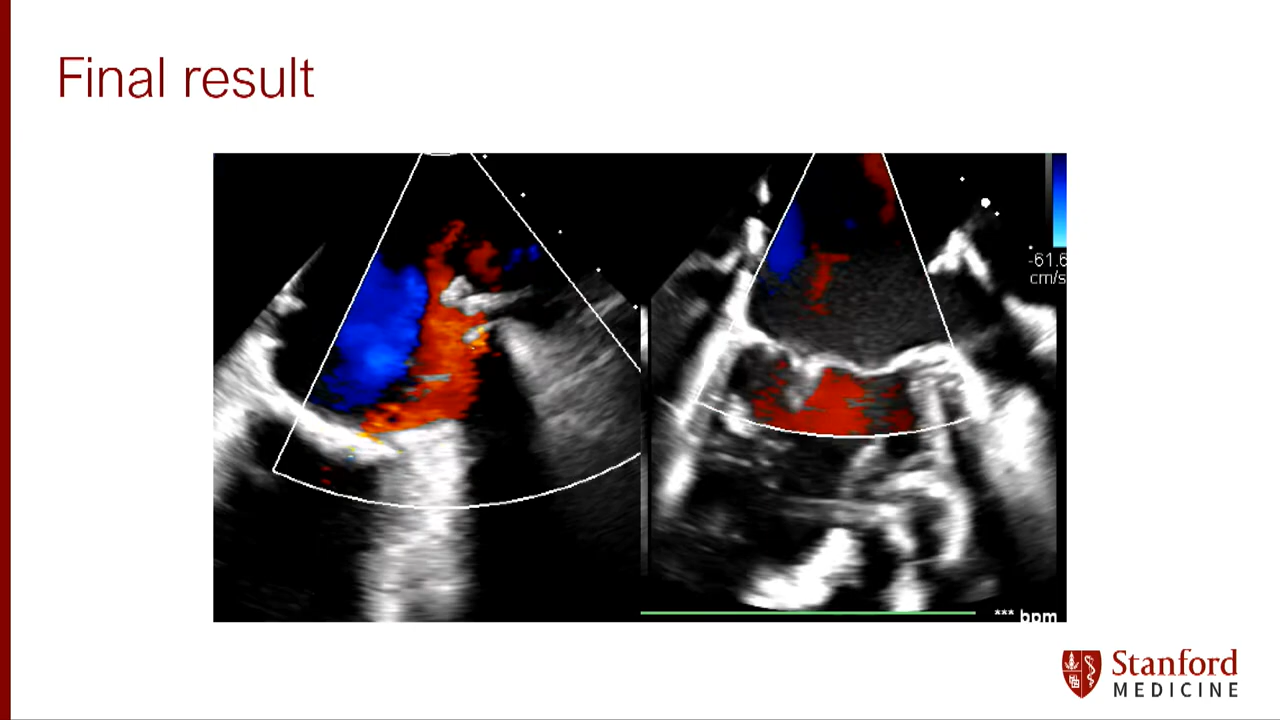 Final result
-61.6
cm/s
*** bpm
Stanford
MEDICINE